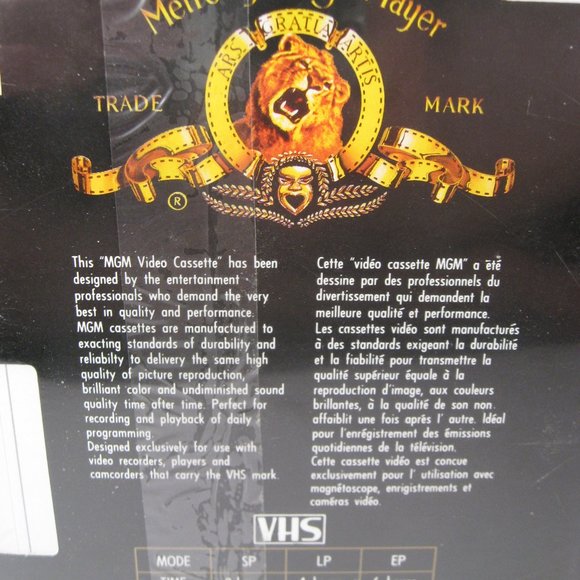 ARS GRATIA ARTIS
TRADE MARK
®
This "MGM Video Cassette" has been
designed by the entertainment
professionals who demand the very
best in quality and performance.
MGM cassettes are manufactured to
exacting standards of durability and
reliabilty to delivery the same high
quality of picture reproduction,
brilliant color and undiminished sound
quality time after time. Perfect for
recording and playback of daily
programming.
Designed exclusively for use with
video recorders, players and
camcorders that carry the VHS mark.
Cette "vidéo cassette MGM" a été
dessine par des professionals du
divertissement qui demandent la
meilleure qualité et performance.
Les cassettes vidéo sont manufacturés
à des standards exigeant la durabilité
et la fiabilité pour transmettre la
qualité supérieur équale à la
reproduction d'image, aux couleurs
brillantes, à la qualité de son non.
affaiblit une fois après l' autre. Idéal
pour l'enrégistrement des émissions
quotidiennes de la télévision.
Cette cassette vidéo est concue
exclusivement pour l' utilisation avec
magnétoscope, enrigistrements et
caméras vidéo.
VHS
MODE SP LP EP